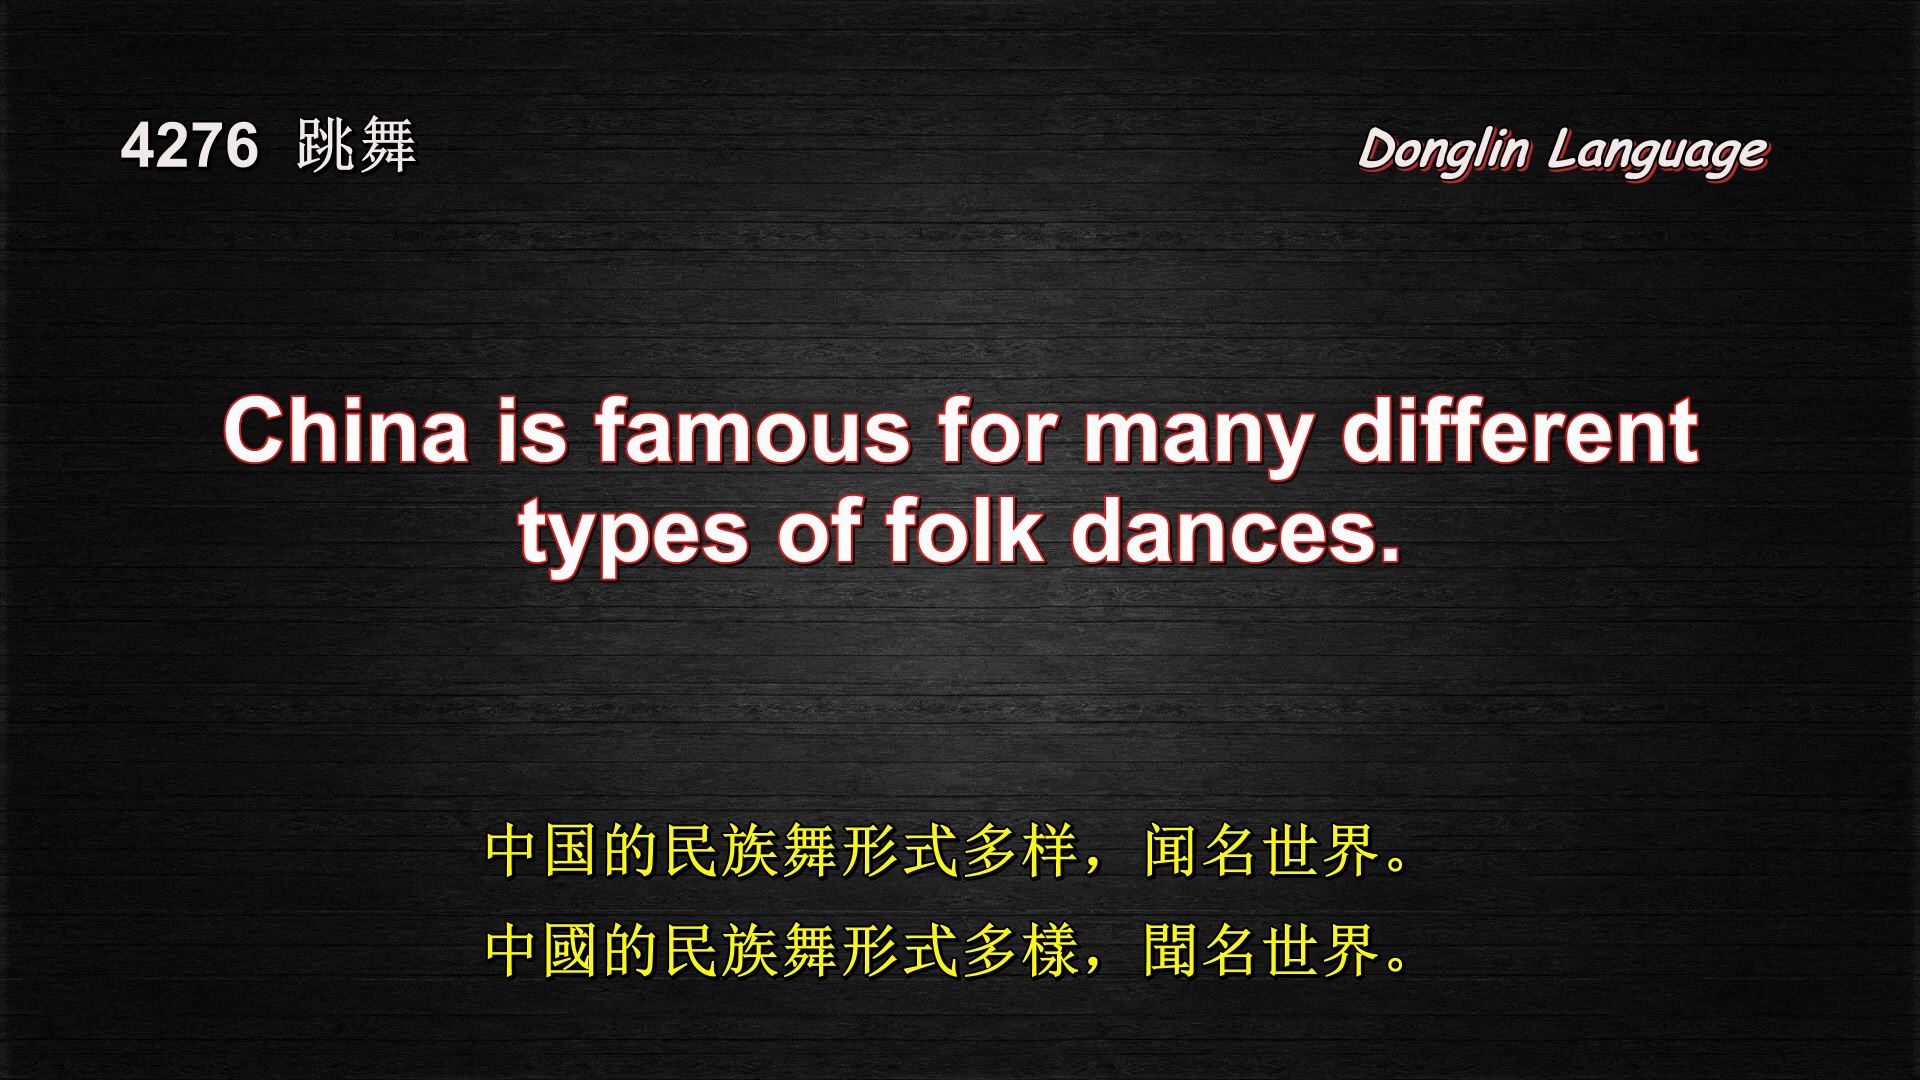 4276 跳舞
Donglin Language
China is famous for many different
types of folk dances.
中国的民族舞形式多样，闻名世界。
中國的民族舞形式多樣，聞名世界。